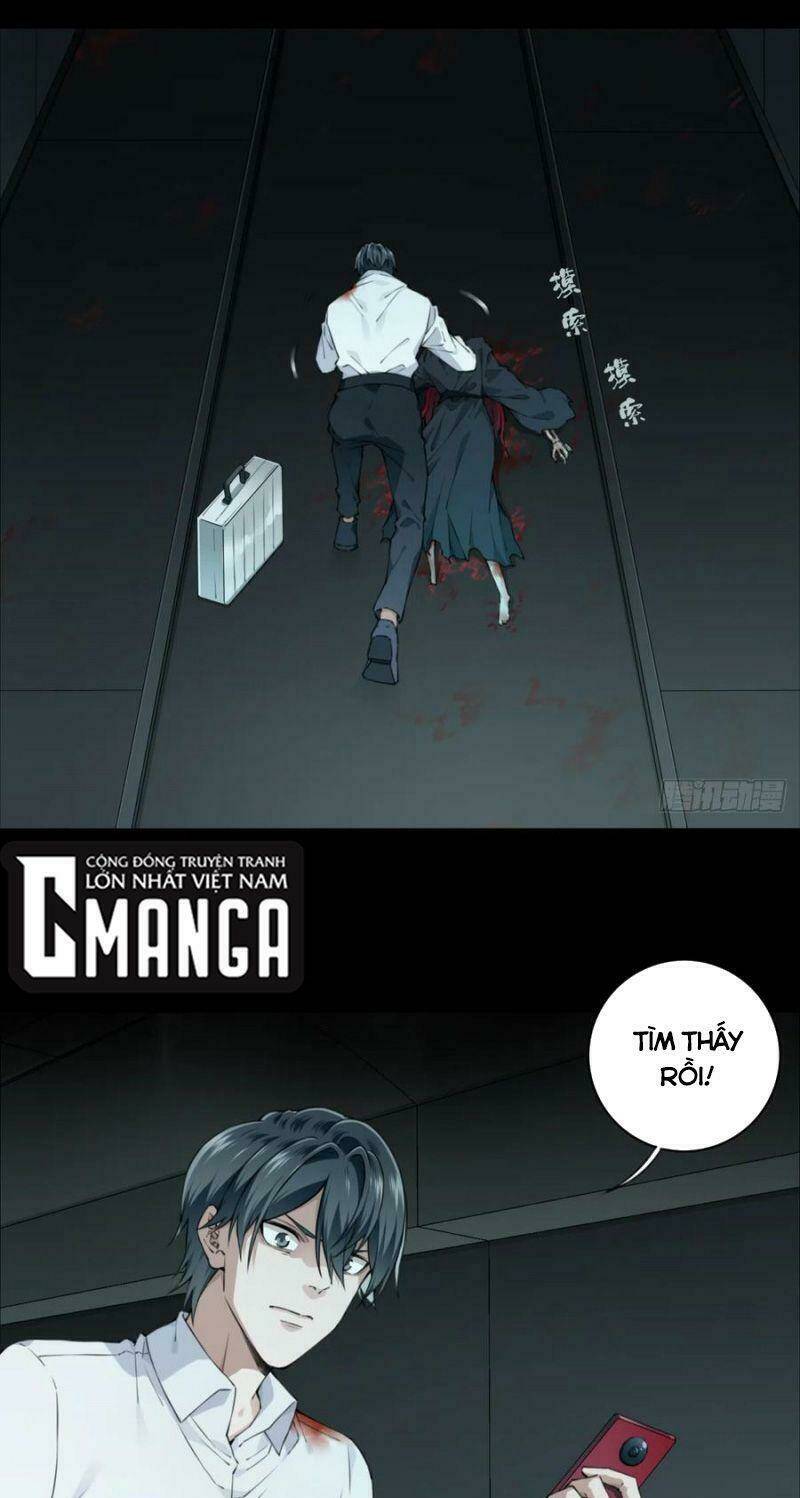 摸
索
摸
索
腾讯动漫
CỘNG ĐỒNG TRUYỆN TRANH
LỚN NHẤT VIỆT NAM
CMANGA
TÌM THẤY
RỒI!